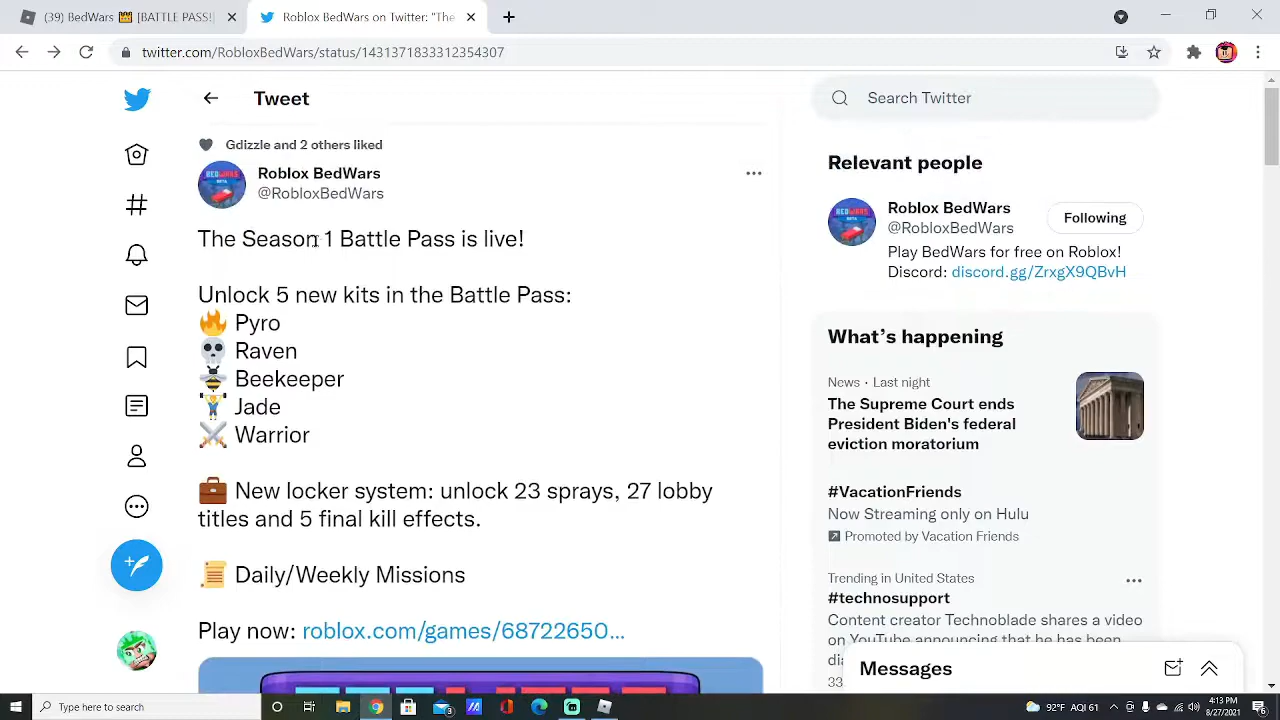 (39) BedWars [BATTLE PASS]
Roblox BedWars on Twitter: "The
twitter.com/RobloxBedWars/status/1431371833312354307
Tweet
Search Twitter
Gdizzle and 2 others liked
Roblox BedWars
@RobloxBedWars
The Season 1 Battle Pass is live!
Unlock 5 new kits in the Battle Pass:
Pyro
Raven
Beekeeper
Jade
Warrior
New locker system: unlock 23 sprays, 27 lobby
titles and 5 final kill effects.
Daily/Weekly Missions
Play now: roblox.com/games/68722650...
Relevant people
Roblox BedWars
@RobloxBedWars
Following
Play BedWars for free on Roblox!
Discord: discord.gg/ZrxgX9QBvH
What's happening
News · Last night
The Supreme Court ends
President Biden's federal
eviction moratorium
#VacationFriends
Now Streaming only on Hulu
Promoted by Vacation Friends
Trending in United States
#technosupport
Content creator Technoblade shares a video
on YouTube announcing that he has been
Messages
Type here to search
99°F AQI 61
4:13 PM
8/27/2021